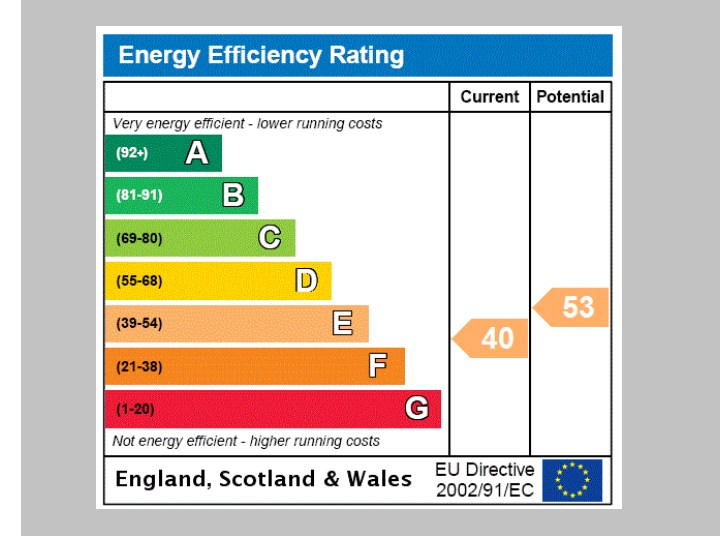 Energy Efficiency Rating
Current Potential
Very energy efficient - lower running costs
(92+) A
(81-91) B
(69-80) C
(55-68) D
(39-54) E
(21-38) F
(1-20) G
53
40
Not energy efficient - higher running costs
England, Scotland & Wales
EU Directive
2002/91/EC